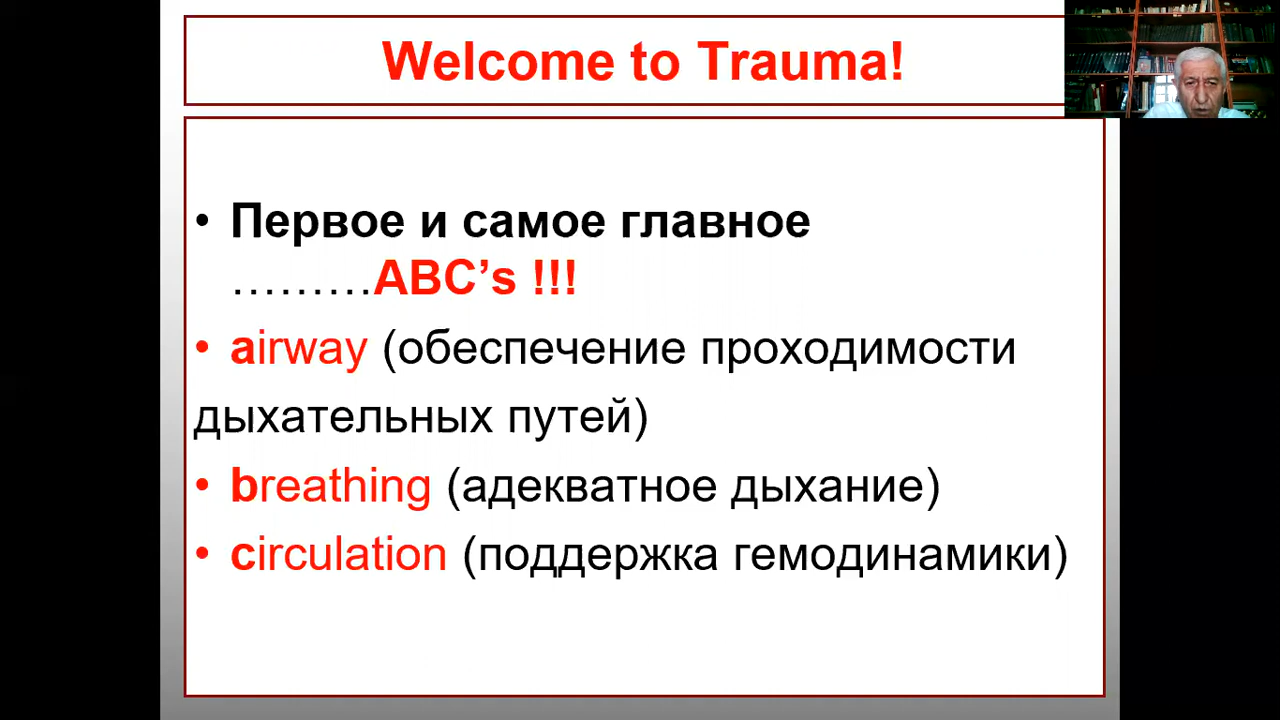 Welcome to Trauma!
• Первое и самое главное
………ABC’s !!!
• airway (обеспечение проходимости
дыхательных путей)
• breathing (адекватное дыхание)
• circulation (поддержка гемодинамики)